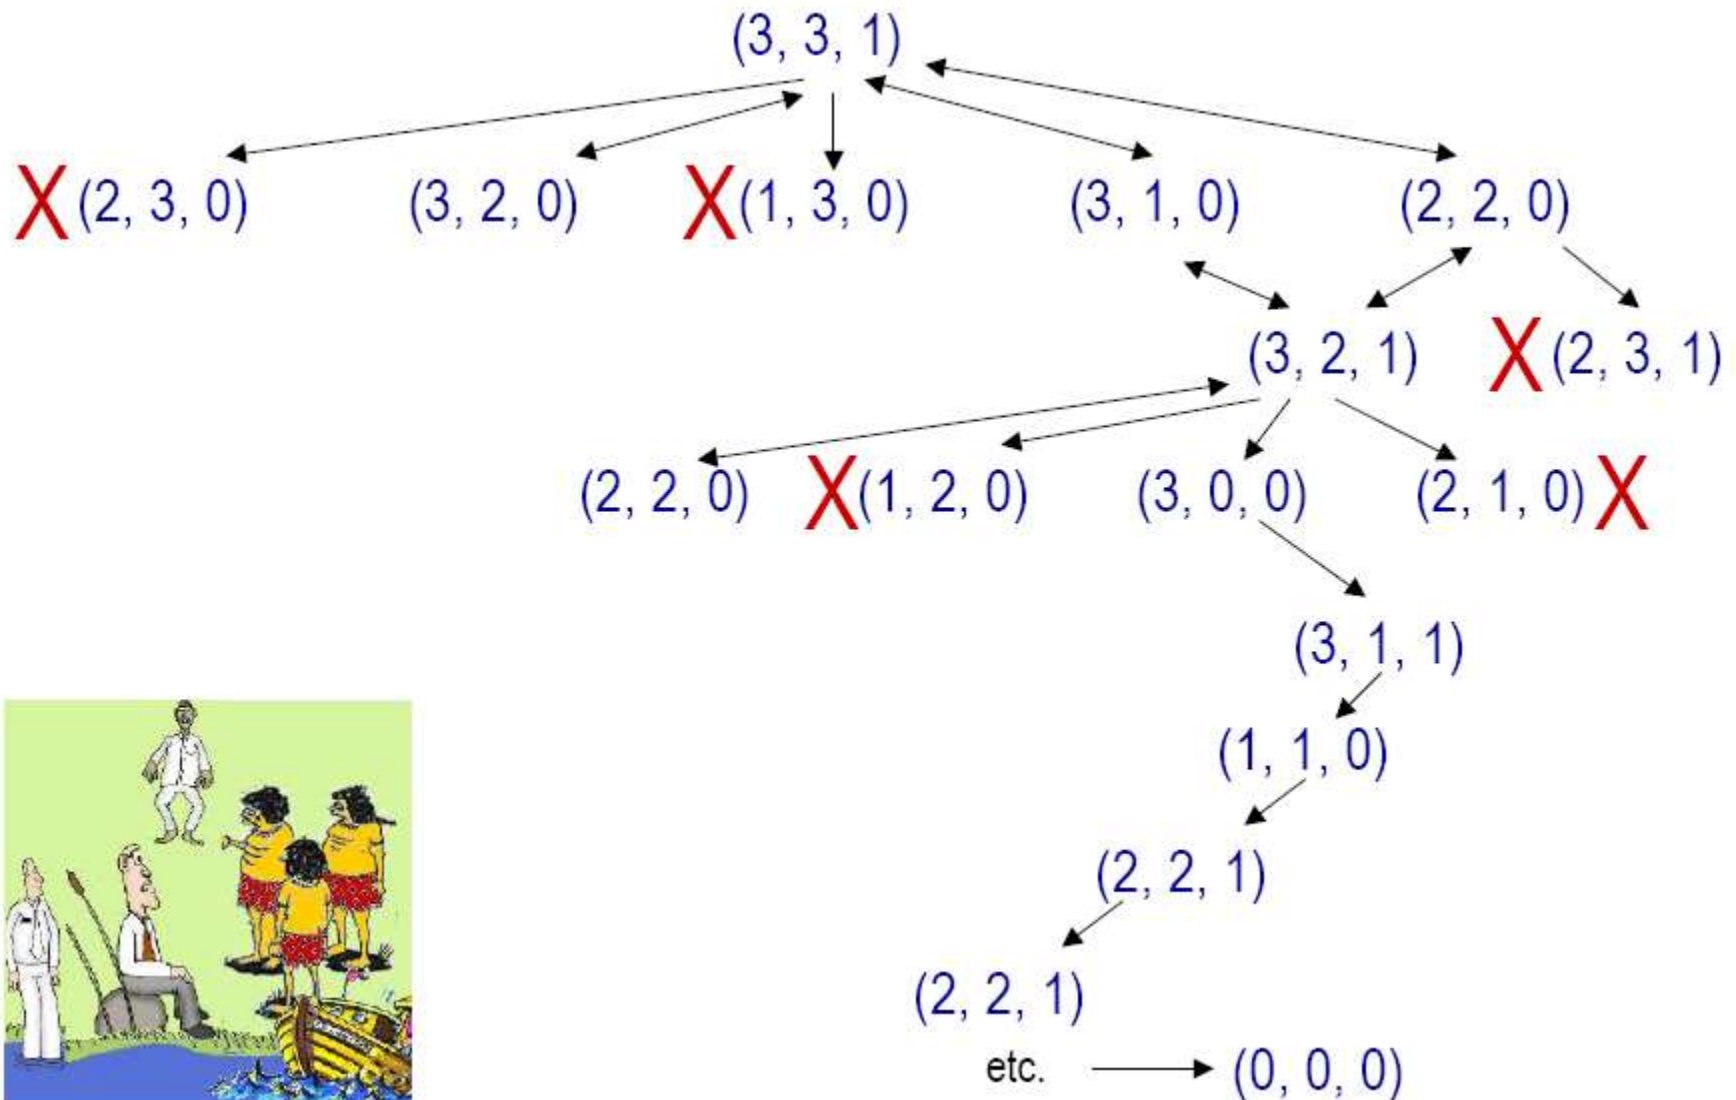 (3, 3, 1)
X (2, 3, 0) (3, 2, 0) X (1, 3, 0) (3, 1, 0) (2, 2, 0)
(3, 2, 1) X (2, 3, 1)
(2, 2, 0) X (1, 2, 0) (3, 0, 0) (2, 1, 0) X
(3, 1, 1)
(1, 1, 0)
(2, 2, 1)
(2, 2, 1)
etc. (0, 0, 0)